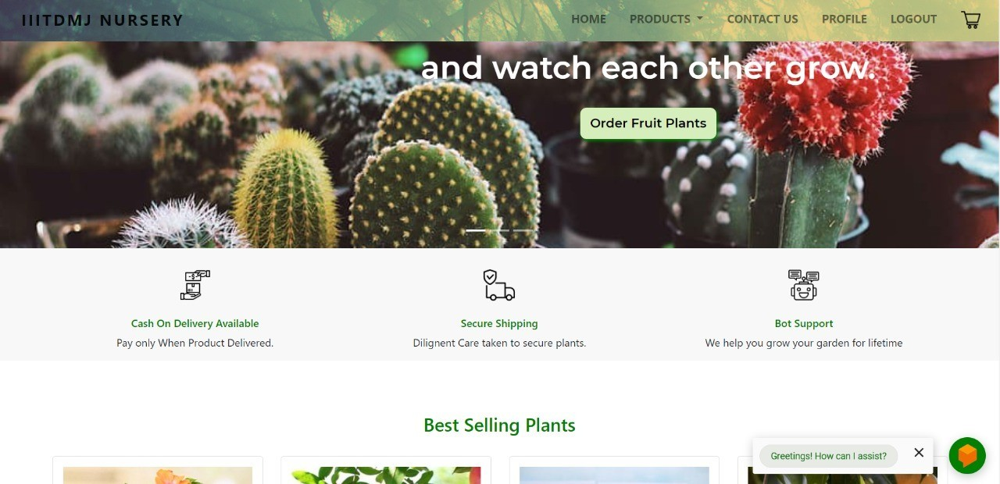 IIITDMJ NURSERY
HOME PRODUCTS CONTACT US PROFILE LOGOUT
and watch each other grow.
Order Fruit Plants
Cash On Delivery Available
Pay only When Product Delivered.
Secure Shipping
Dilignent Care taken to secure plants.
Bot Support
We help you grow your garden for lifetime
Best Selling Plants
Greetings! How can I assist?